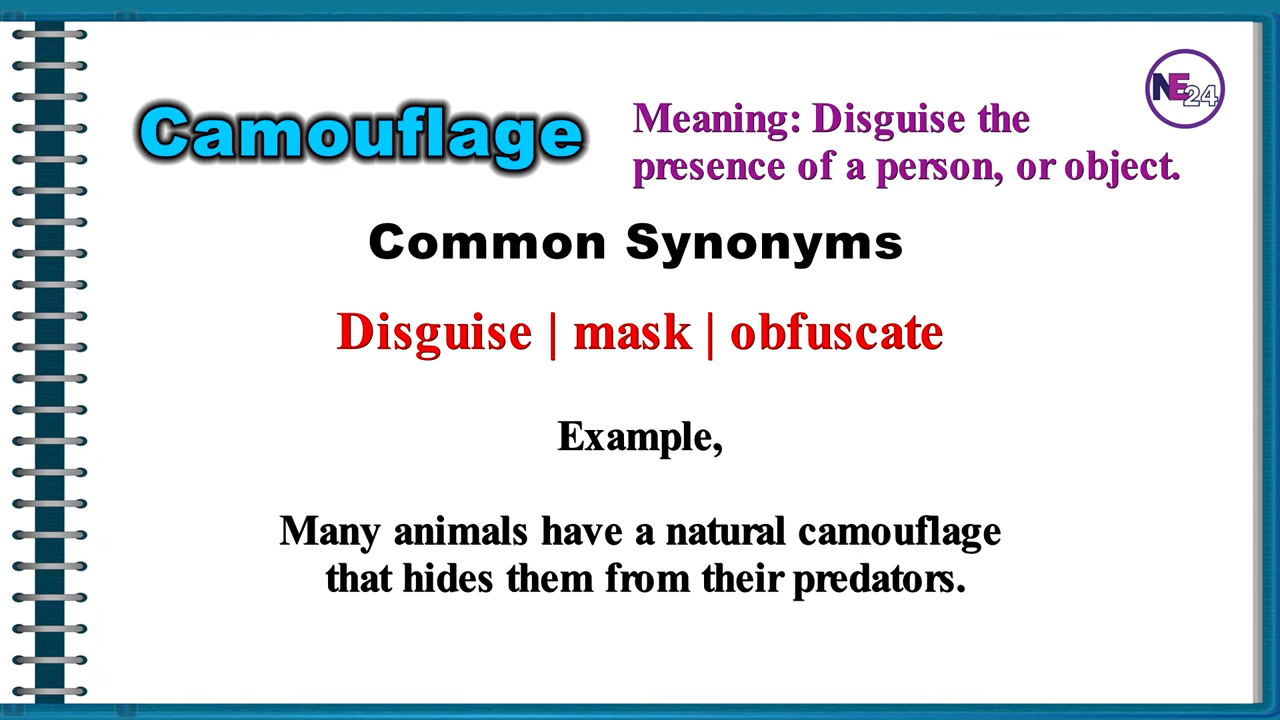 Camouflage
Meaning: Disguise the
presence of a person, or object.
NE24
Common Synonyms
Disguise | mask | obfuscate
Example,
Many animals have a natural camouflage
that hides them from their predators.